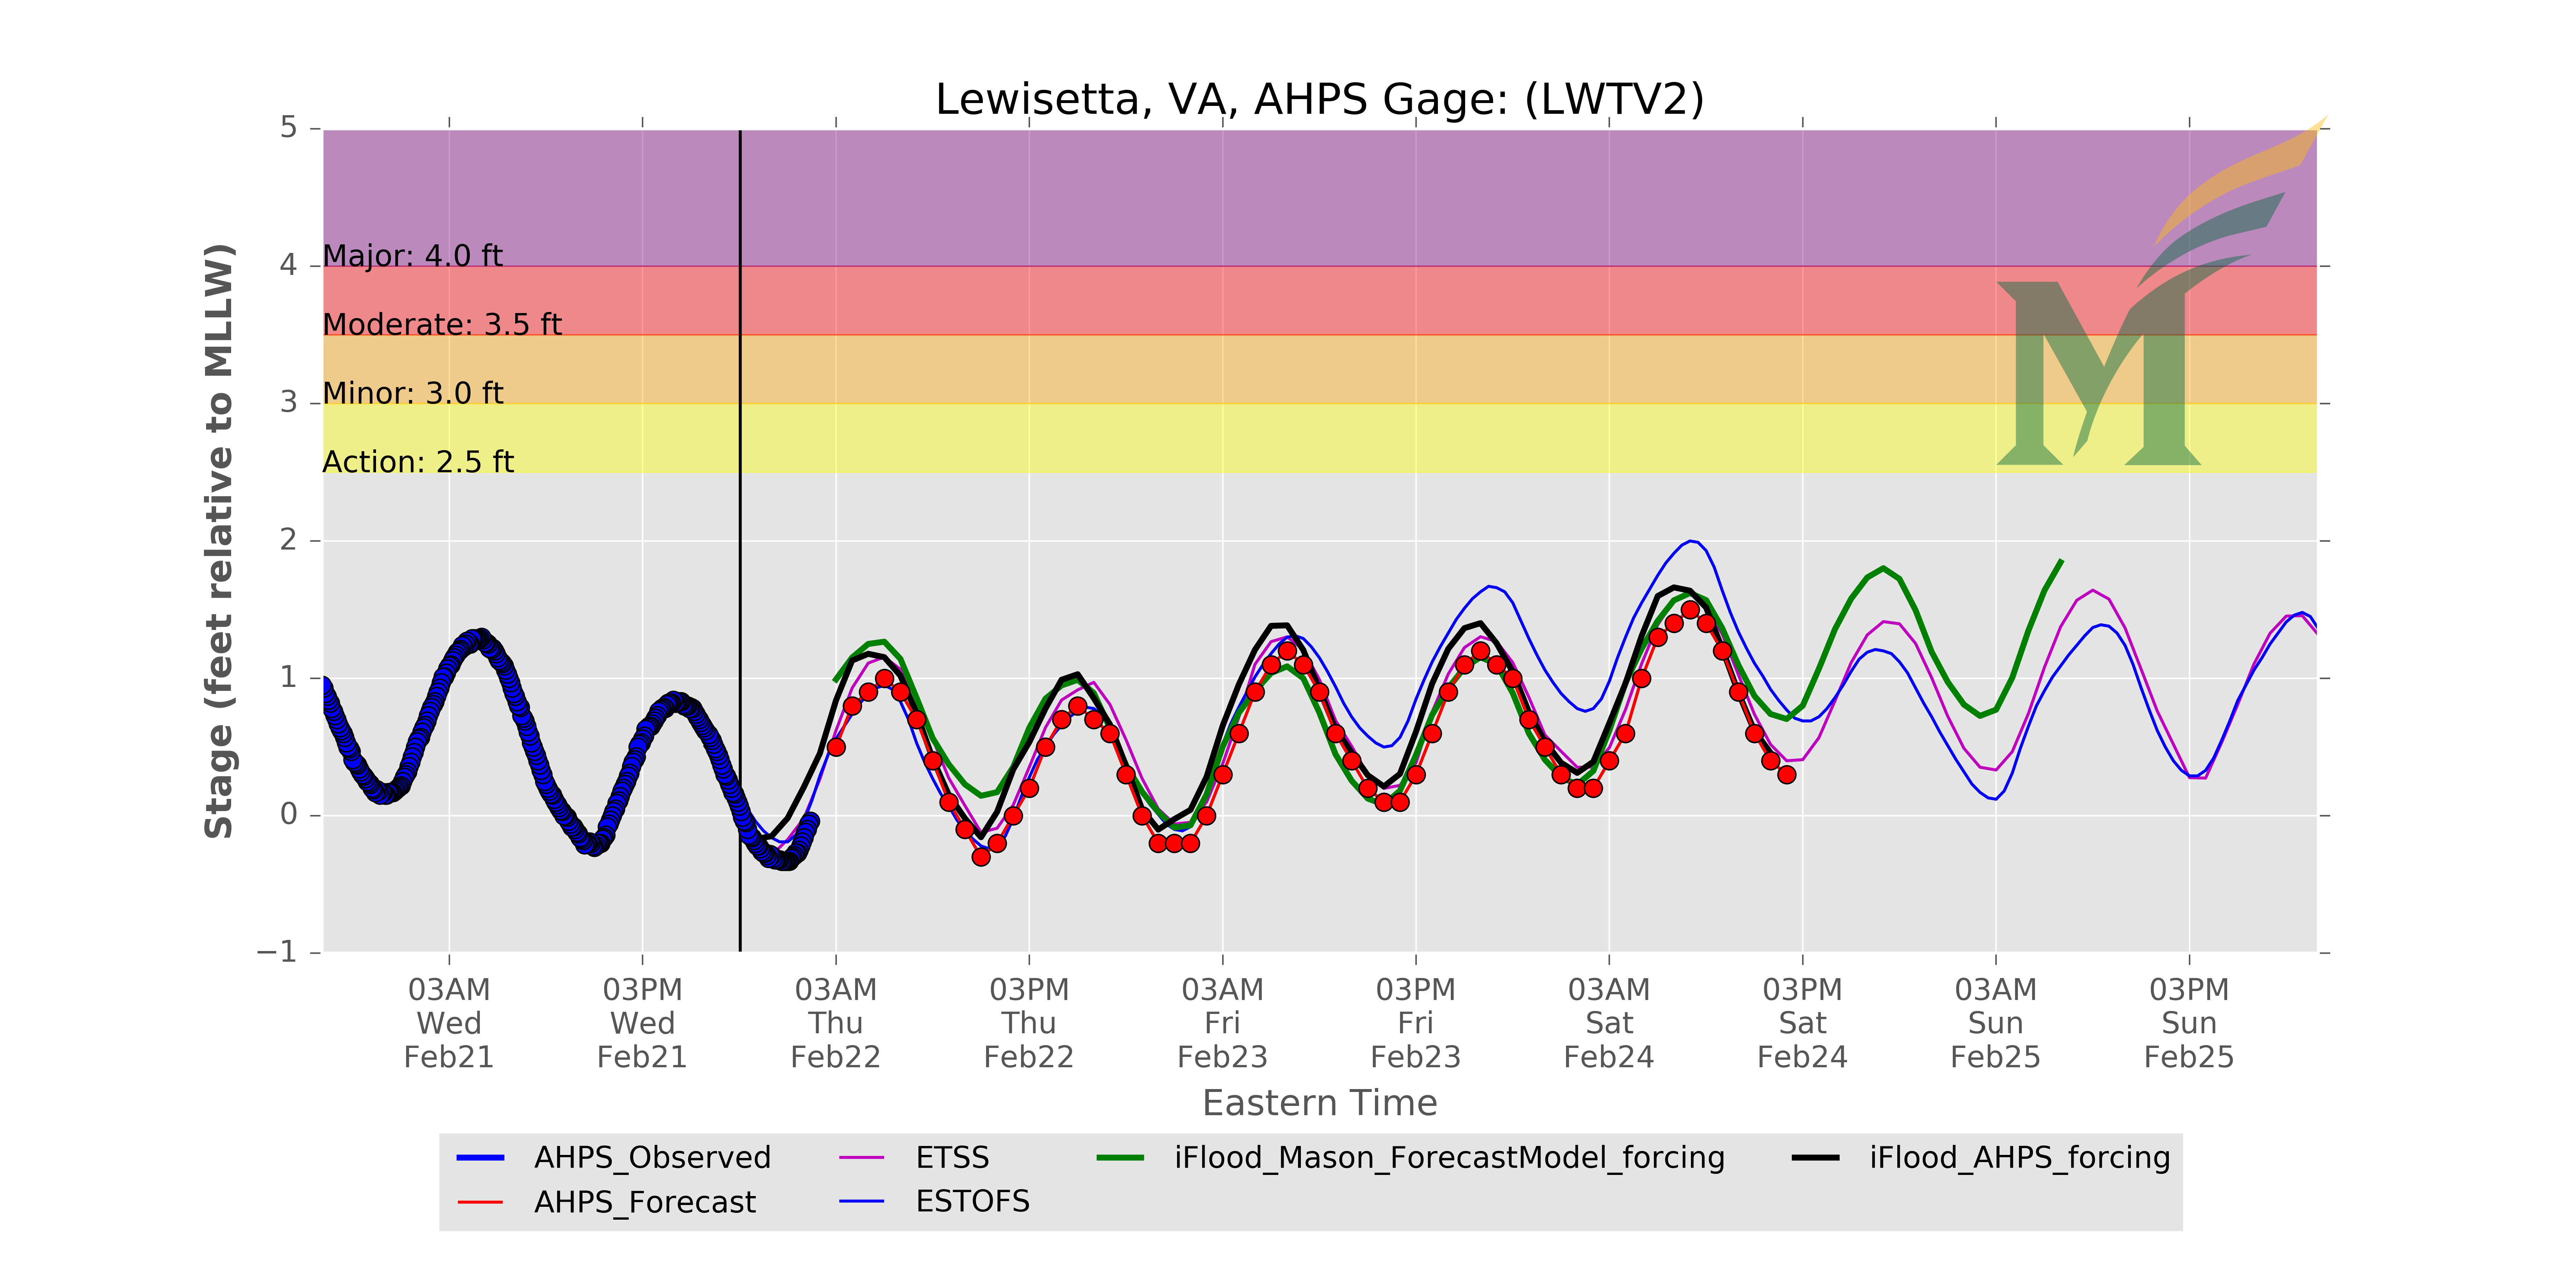 Lewisetta, VA, AHPS Gage: (LWTV2)
Stage (feet relative to MLLW)
5
4
3
2
1
0
−1
Major: 4.0 ft
Moderate: 3.5 ft
Minor: 3.0 ft
Action: 2.5 ft
03AM 03PM 03AM 03PM 03AM 03PM 03AM 03PM 03AM 03PM
Wed Wed Thu Thu Fri Fri Sat Sat Sun Sun
Feb21 Feb21 Feb22 Feb22 Feb23 Feb23 Feb24 Feb24 Feb25 Feb25
Eastern Time
AHPS_Observed ETSS iFlood_Mason_ForecastModel_forcing iFlood_AHPS_forcing
AHPS_Forecast ESTOFS
M